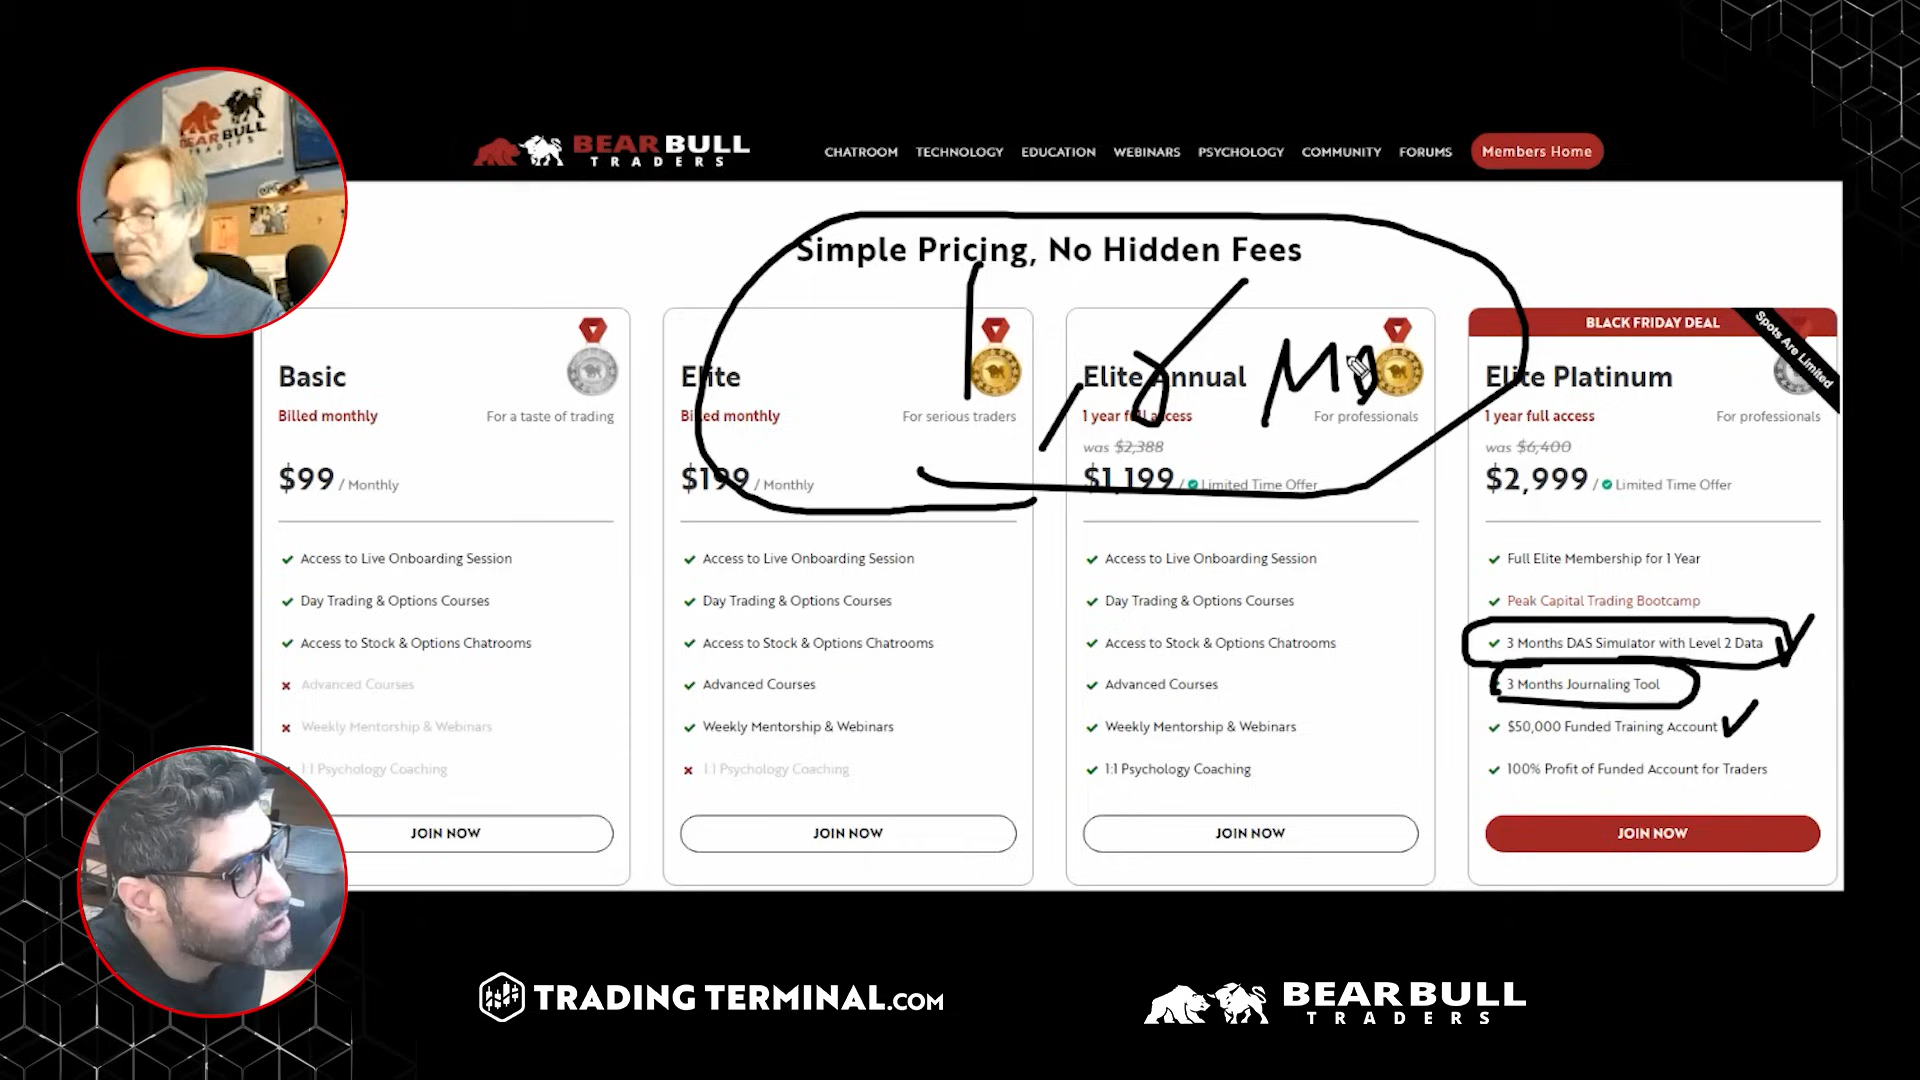 BEAR BULL
TRADERS
BEAR BULL
TRADERS
CHATROOM TECHNOLOGY EDUCATION WEBINARS PSYCHOLOGY COMMUNITY FORUMS Members Home
Simple Pricing, No Hidden Fees
Basic
Billed monthly For a taste of trading
$99 / Monthly
Access to Live Onboarding Session
Day Trading & Options Courses
Access to Stock & Options Chatrooms
Advanced Courses
Weekly Mentorship & Webinars
1:1 Psychology Coaching
JOIN NOW
Elite
Billed monthly For serious traders
$199 / Monthly
Access to Live Onboarding Session
Day Trading & Options Courses
Access to Stock & Options Chatrooms
Advanced Courses
Weekly Mentorship & Webinars
1:1 Psychology Coaching
JOIN NOW
Elite Annual
1 year full access For professionals
was $2,388
$1,199 / Limited Time Offer
Access to Live Onboarding Session
Day Trading & Options Courses
Access to Stock & Options Chatrooms
Advanced Courses
Weekly Mentorship & Webinars
1:1 Psychology Coaching
JOIN NOW
BLACK FRIDAY DEAL
Spots Are Limited
Elite Platinum
1 year full access For professionals
was $6,400
$2,999 / Limited Time Offer
Full Elite Membership for 1 Year
Peak Capital Trading Bootcamp
3 Months DAS Simulator with Level 2 Data
3 Months Journaling Tool
$50,000 Funded Training Account
100% Profit of Funded Account for Traders
JOIN NOW
TRADING TERMINAL.COM
BEAR BULL
TRADERS